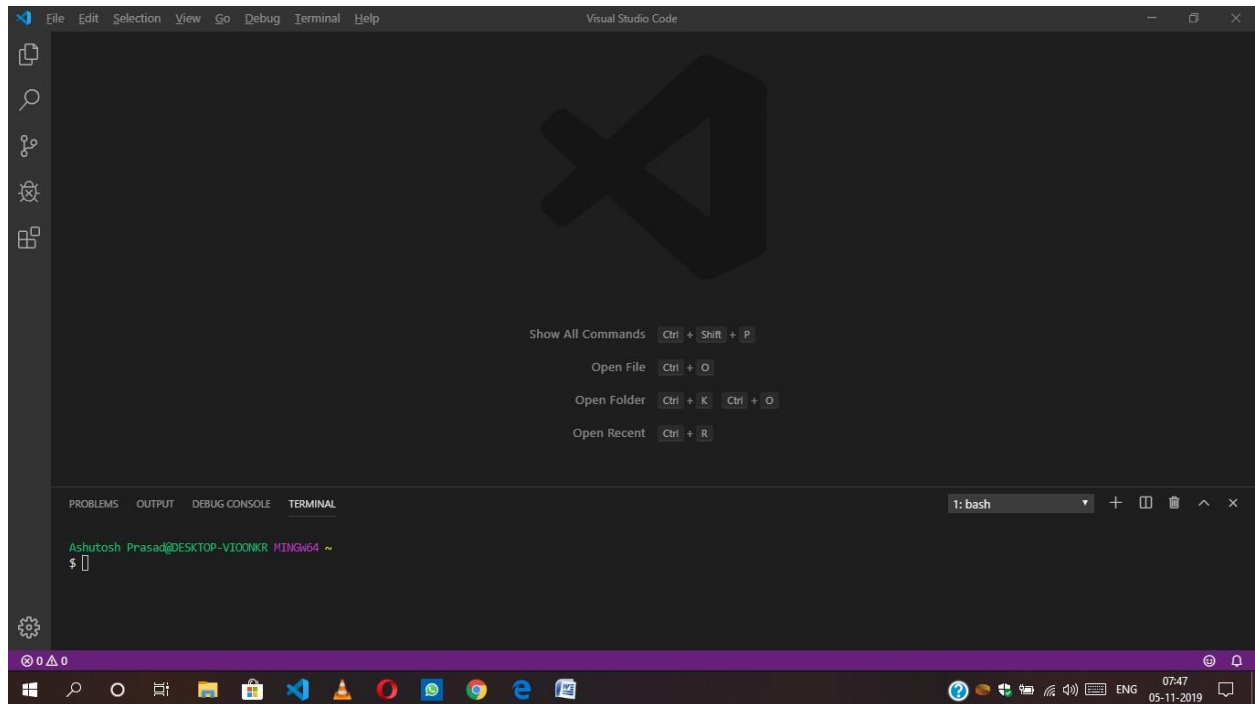 File Edit Selection View Go Debug Terminal Help Visual Studio Code
Show All Commands Ctrl + Shift + P
Open File Ctrl + O
Open Folder Ctrl + K Ctrl + O
Open Recent Ctrl + R
PROBLEMS OUTPUT DEBUG CONSOLE TERMINAL 1: bash
Ashutosh Prasad@DESKTOP-VIOONKR MINGW64 ~
$
0 0
ENG 07:47
05-11-2019